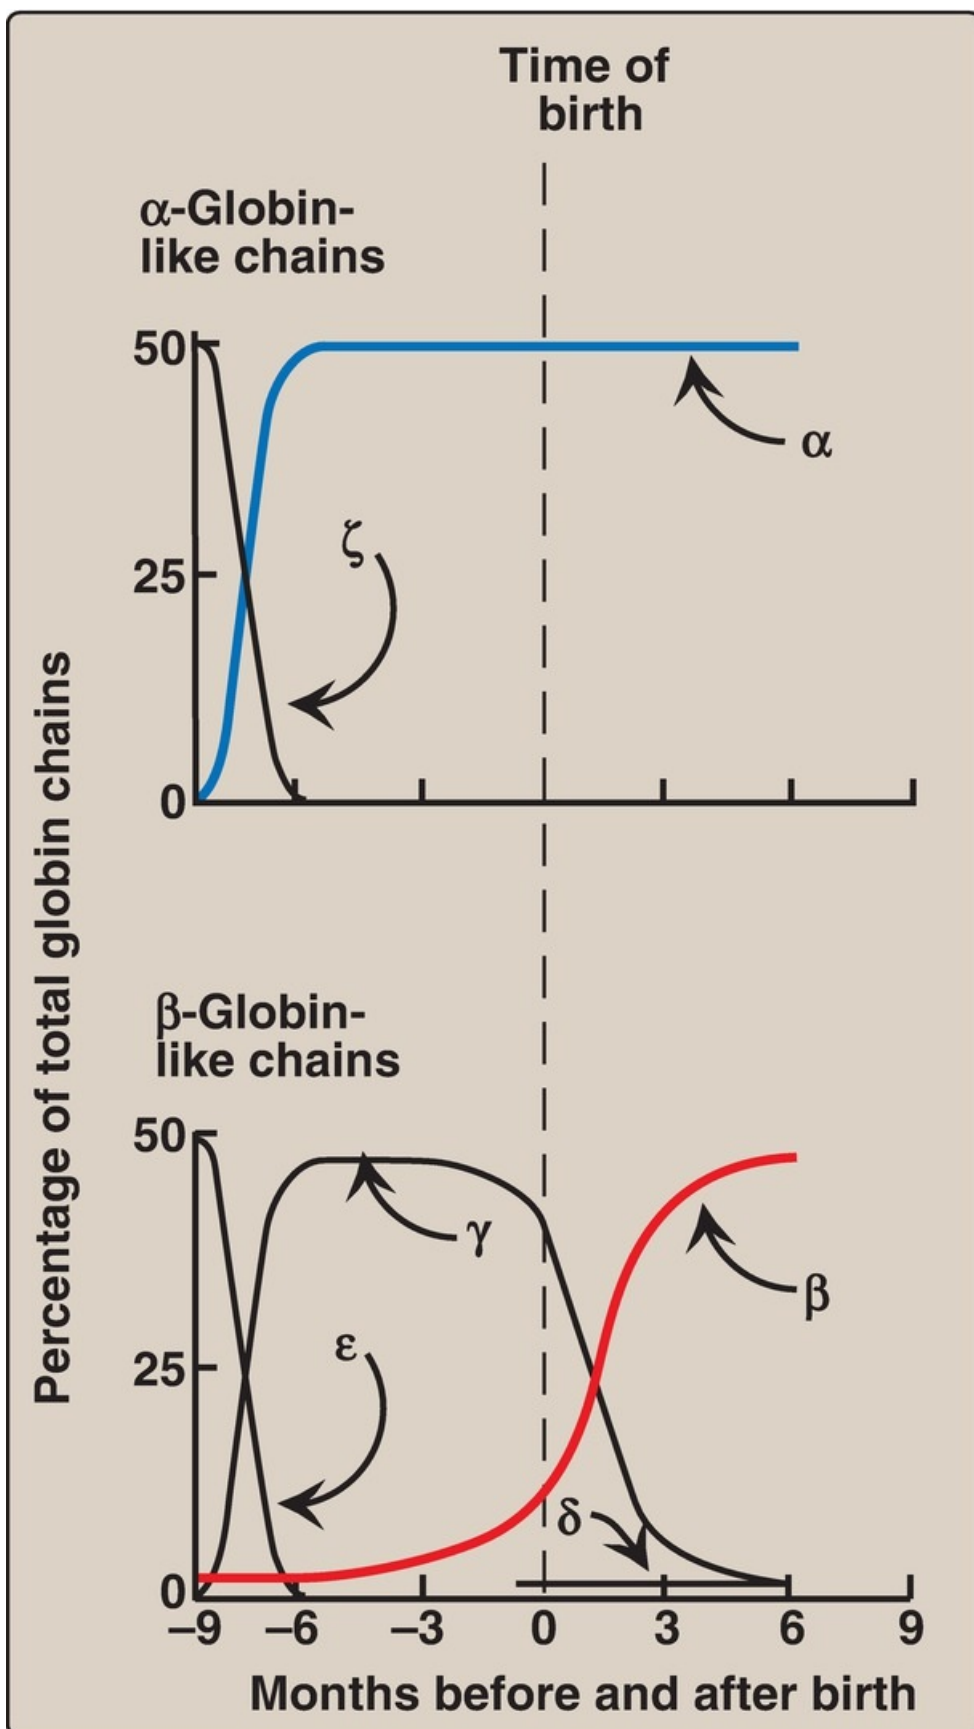 Time of
birth
α-Globin-
like chains
50
α
ζ
25
0
Percentage of total globin chains
β-Globin-
like chains
50
γ
β
ε
25
δ
0
–9 –6 –3 0 3 6 9
Months before and after birth